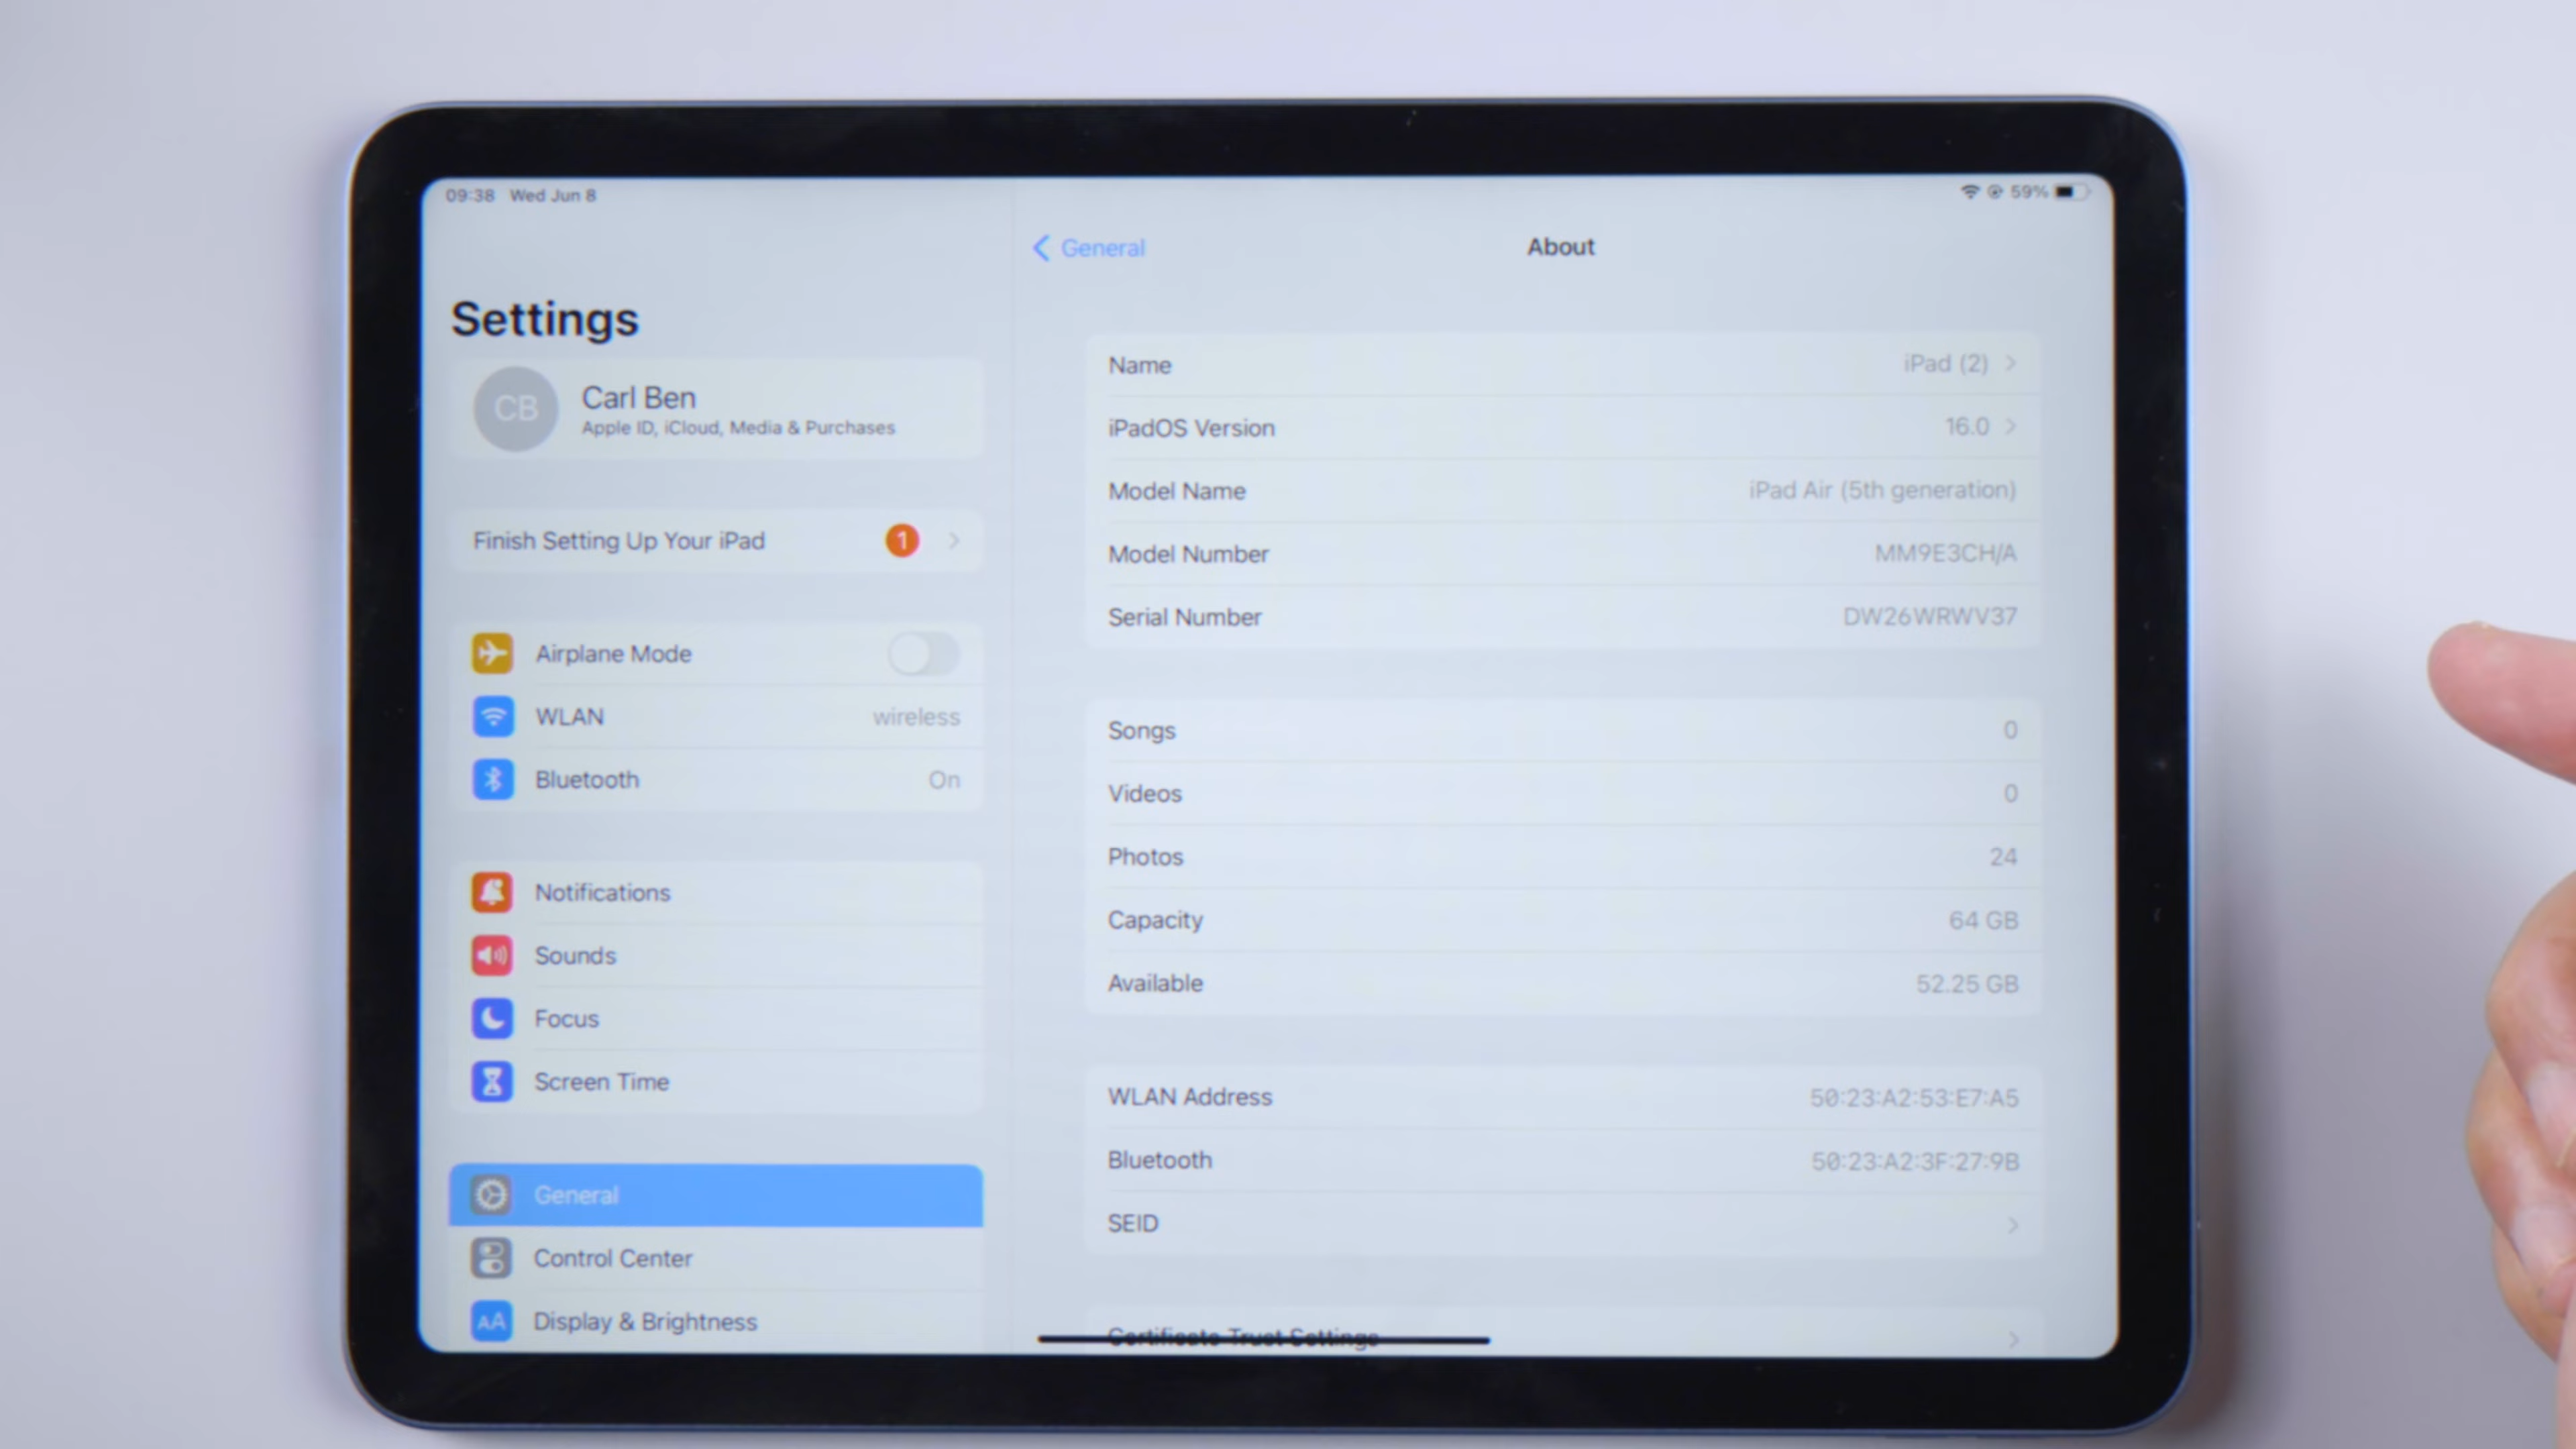 09:38 Wed Jun 8
59%
Settings
CB
Carl Ben
Apple ID, iCloud, Media & Purchases
Finish Setting Up Your iPad 1
Airplane Mode
WLAN wireless
Bluetooth On
Notifications
Sounds
Focus
Screen Time
General
Control Center
AA Display & Brightness
General
About
Name iPad (2)
iPadOS Version 16.0
Model Name iPad Air (5th generation)
Model Number MM9E3CH/A
Serial Number DW26WRWV37
Songs 0
Videos 0
Photos 24
Capacity 64 GB
Available 52.25 GB
WLAN Address 50:23:A2:53:E7:A5
Bluetooth 50:23:A2:3F:27:9B
SEID
Certificate Trust Settings